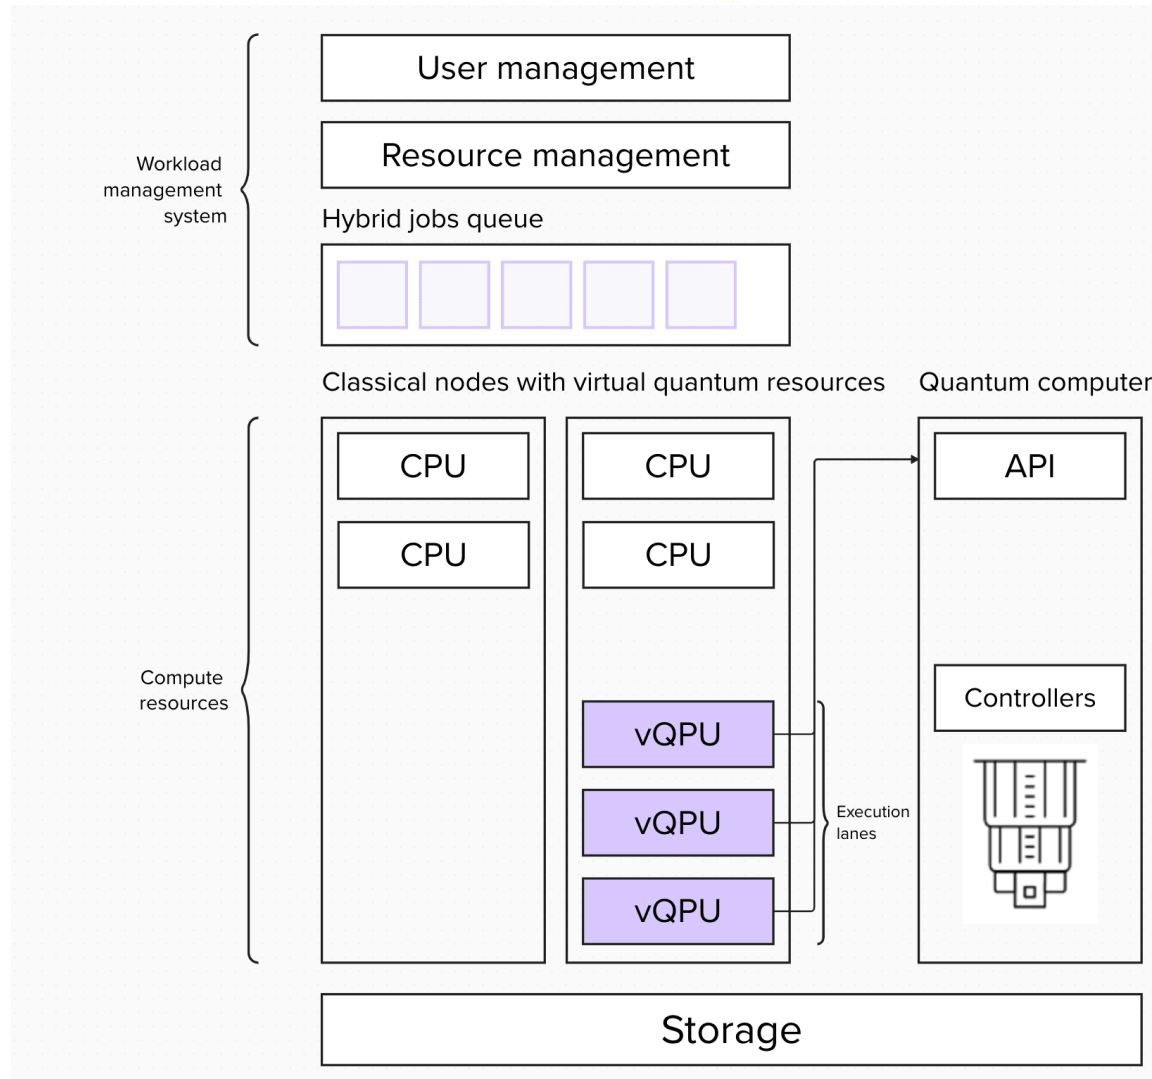 User management
Resource management
Workload
management
system
Hybrid jobs queue
Classical nodes with virtual quantum resources
Quantum computer
CPU
CPU
API
CPU
CPU
Compute
resources
Controllers
vQPU
vQPU
vQPU
Execution
lanes
Storage